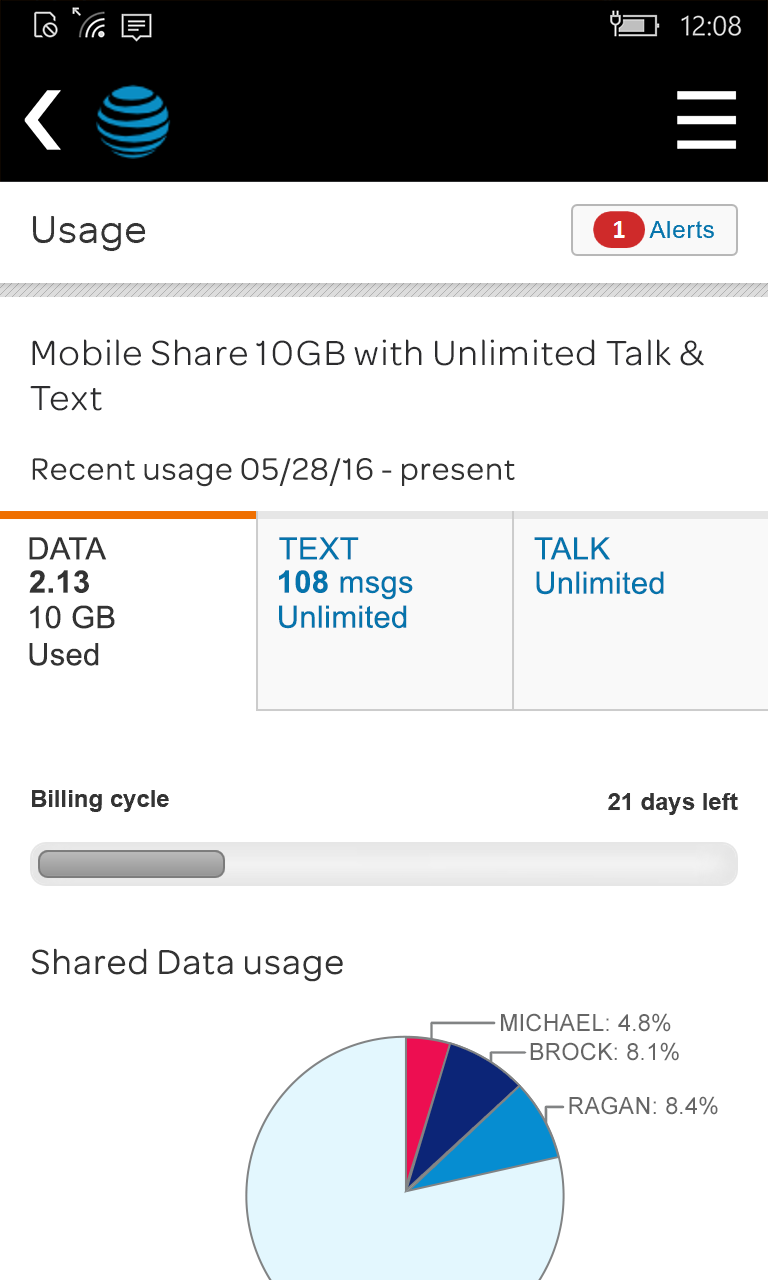 12:08
Usage
1 Alerts
Mobile Share 10GB with Unlimited Talk &
Text
Recent usage 05/28/16 - present
DATA
2.13
10 GB
Used
TEXT
108 msgs
Unlimited
TALK
Unlimited
Billing cycle
21 days left
Shared Data usage
MICHAEL: 4.8%
BROCK: 8.1%
RAGAN: 8.4%